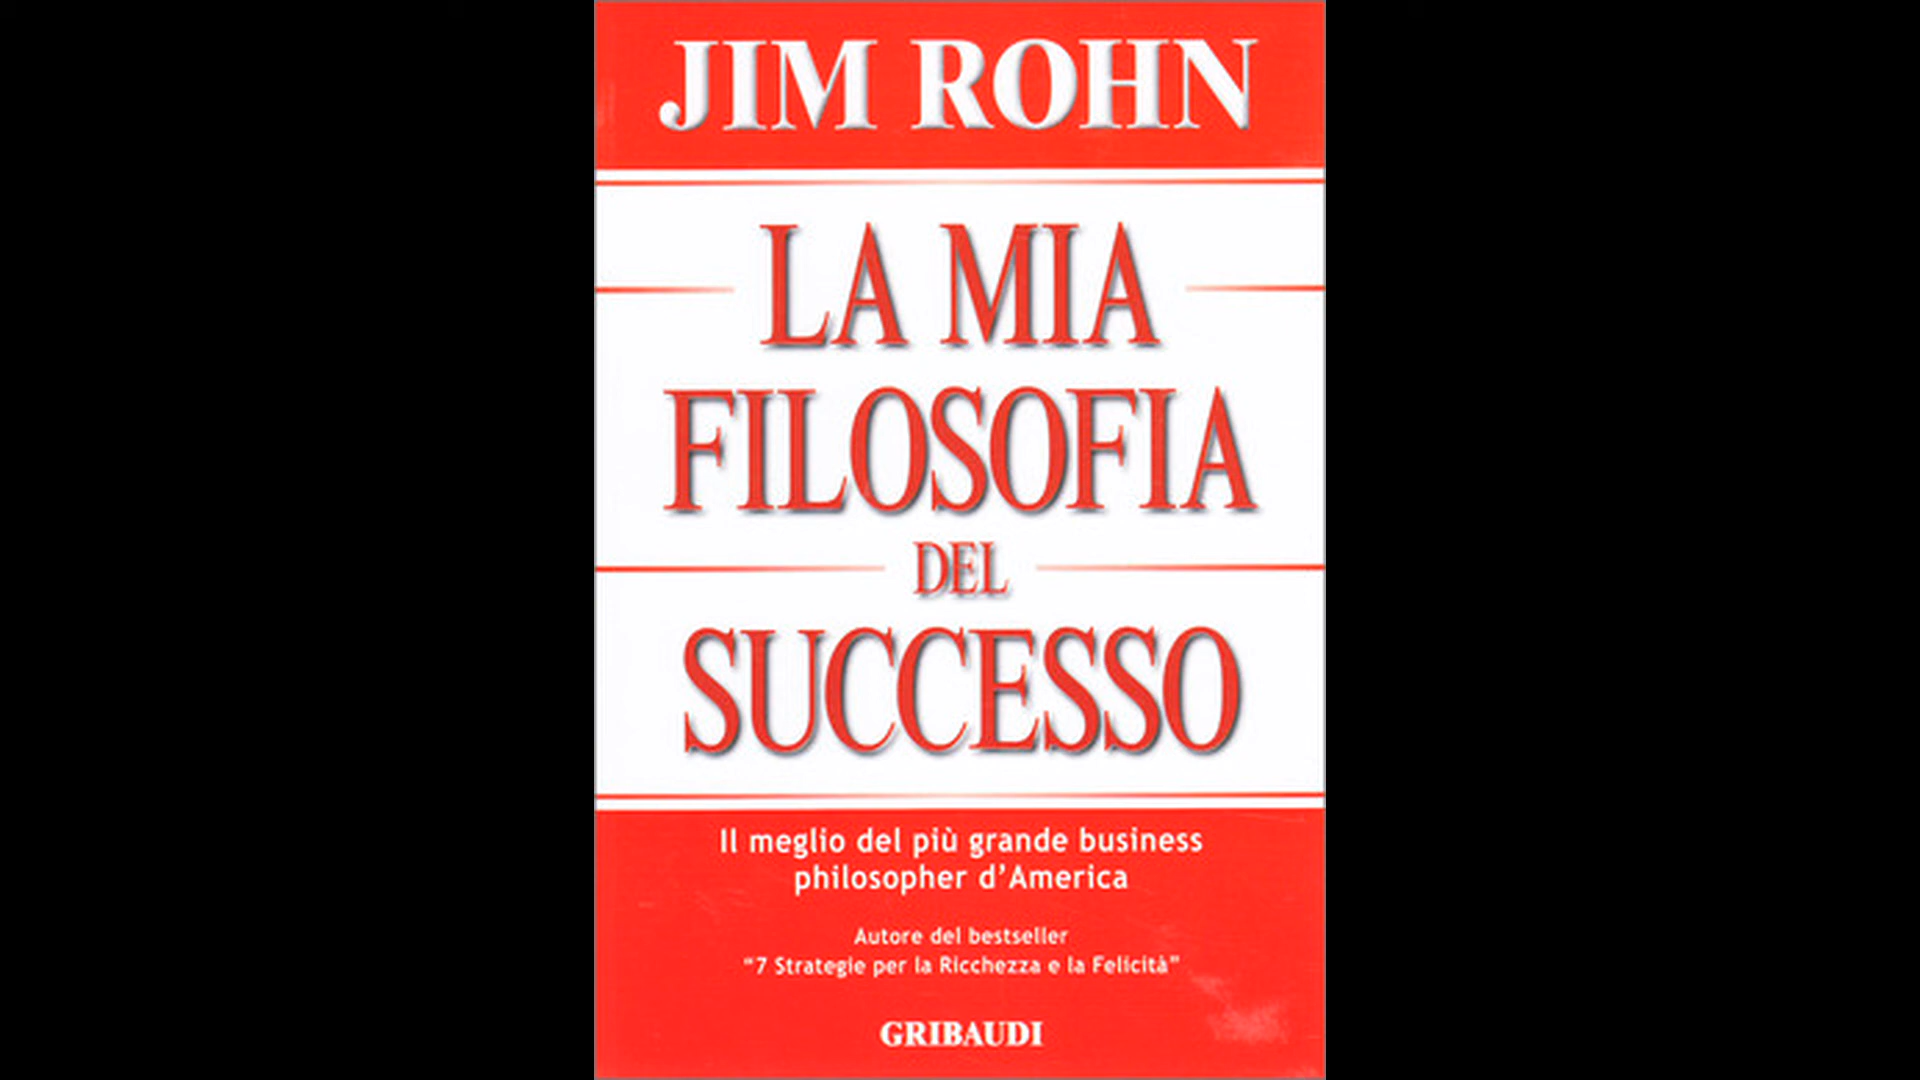 JIM ROHN
LA MIA
FILOSOFIA
DEL
SUCCESSO
Il meglio del più grande business
philosopher d'America
Autore del bestseller
"7 Strategie per la Ricchezza e la Felicità"
GRIBAUDI